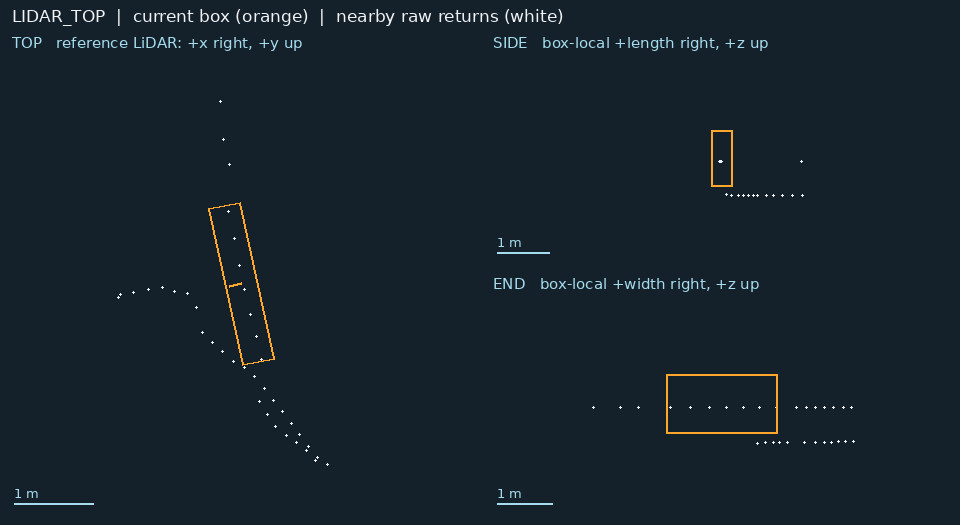 LIDAR_TOP | current box (orange) | nearby raw returns (white)
TOP reference LiDAR: +x right, +y up
SIDE box-local +length right, +z up
1 m
END box-local +width right, +z up
1 m
1 m